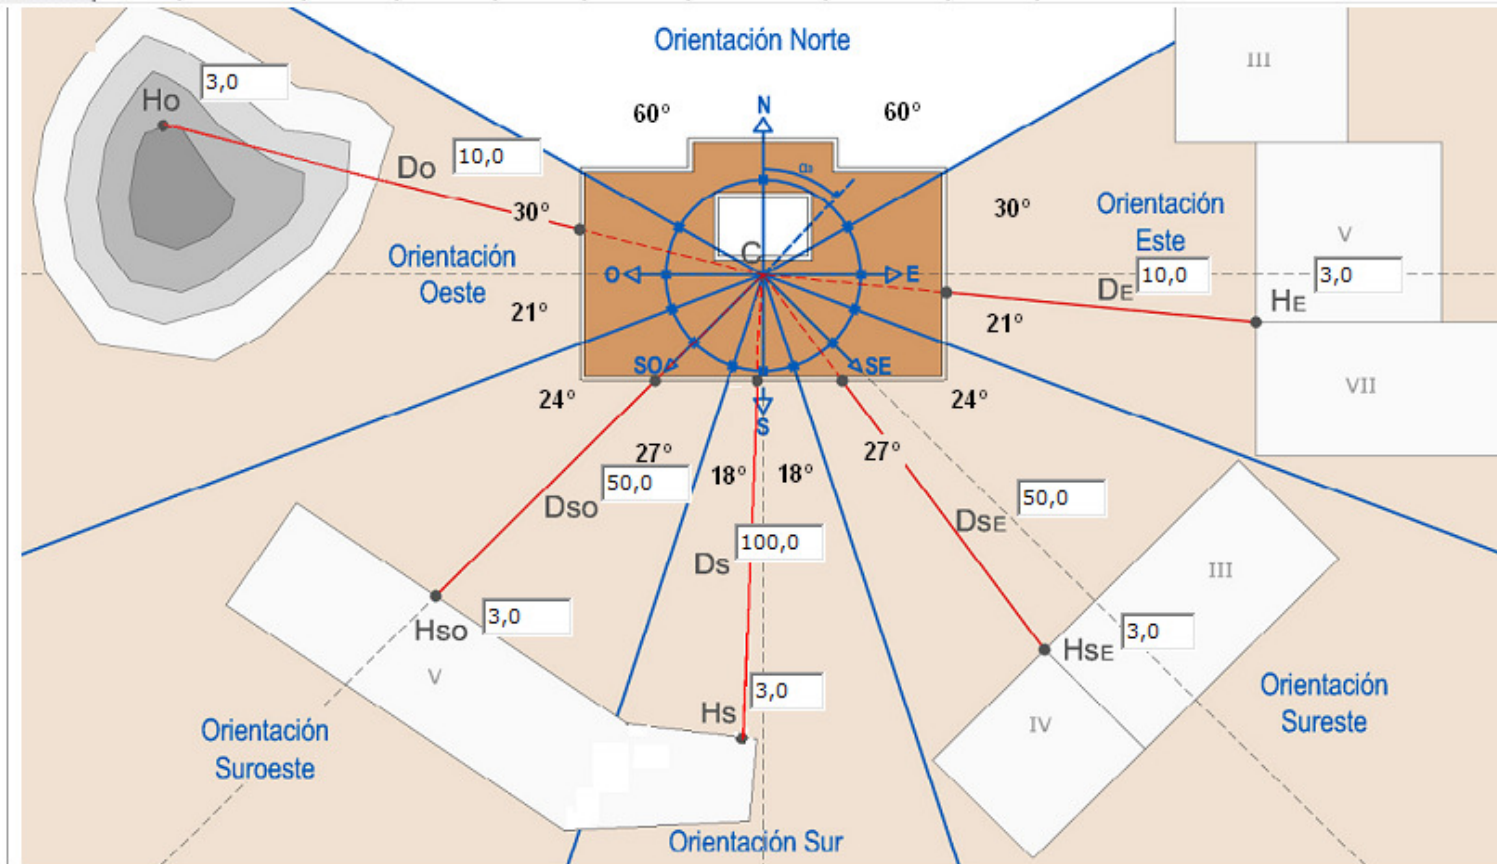 Orientación Norte
III
3,0
Ho
N
60°
60°
Do
10,0
α₀
30°
30°
Orientación
Este
V
C
Orientación
Oeste
O
E
10,0
3,0
DE
HE
21°
21°
SO
SE
VII
24°
24°
S
27°
27°
18°
18°
50,0
Dso
50,0
DSE
100,0
Ds
III
3,0
Hso
3,0
HSE
V
3,0
Hs
Orientación
Sureste
IV
Orientación
Suroeste
Orientación Sur